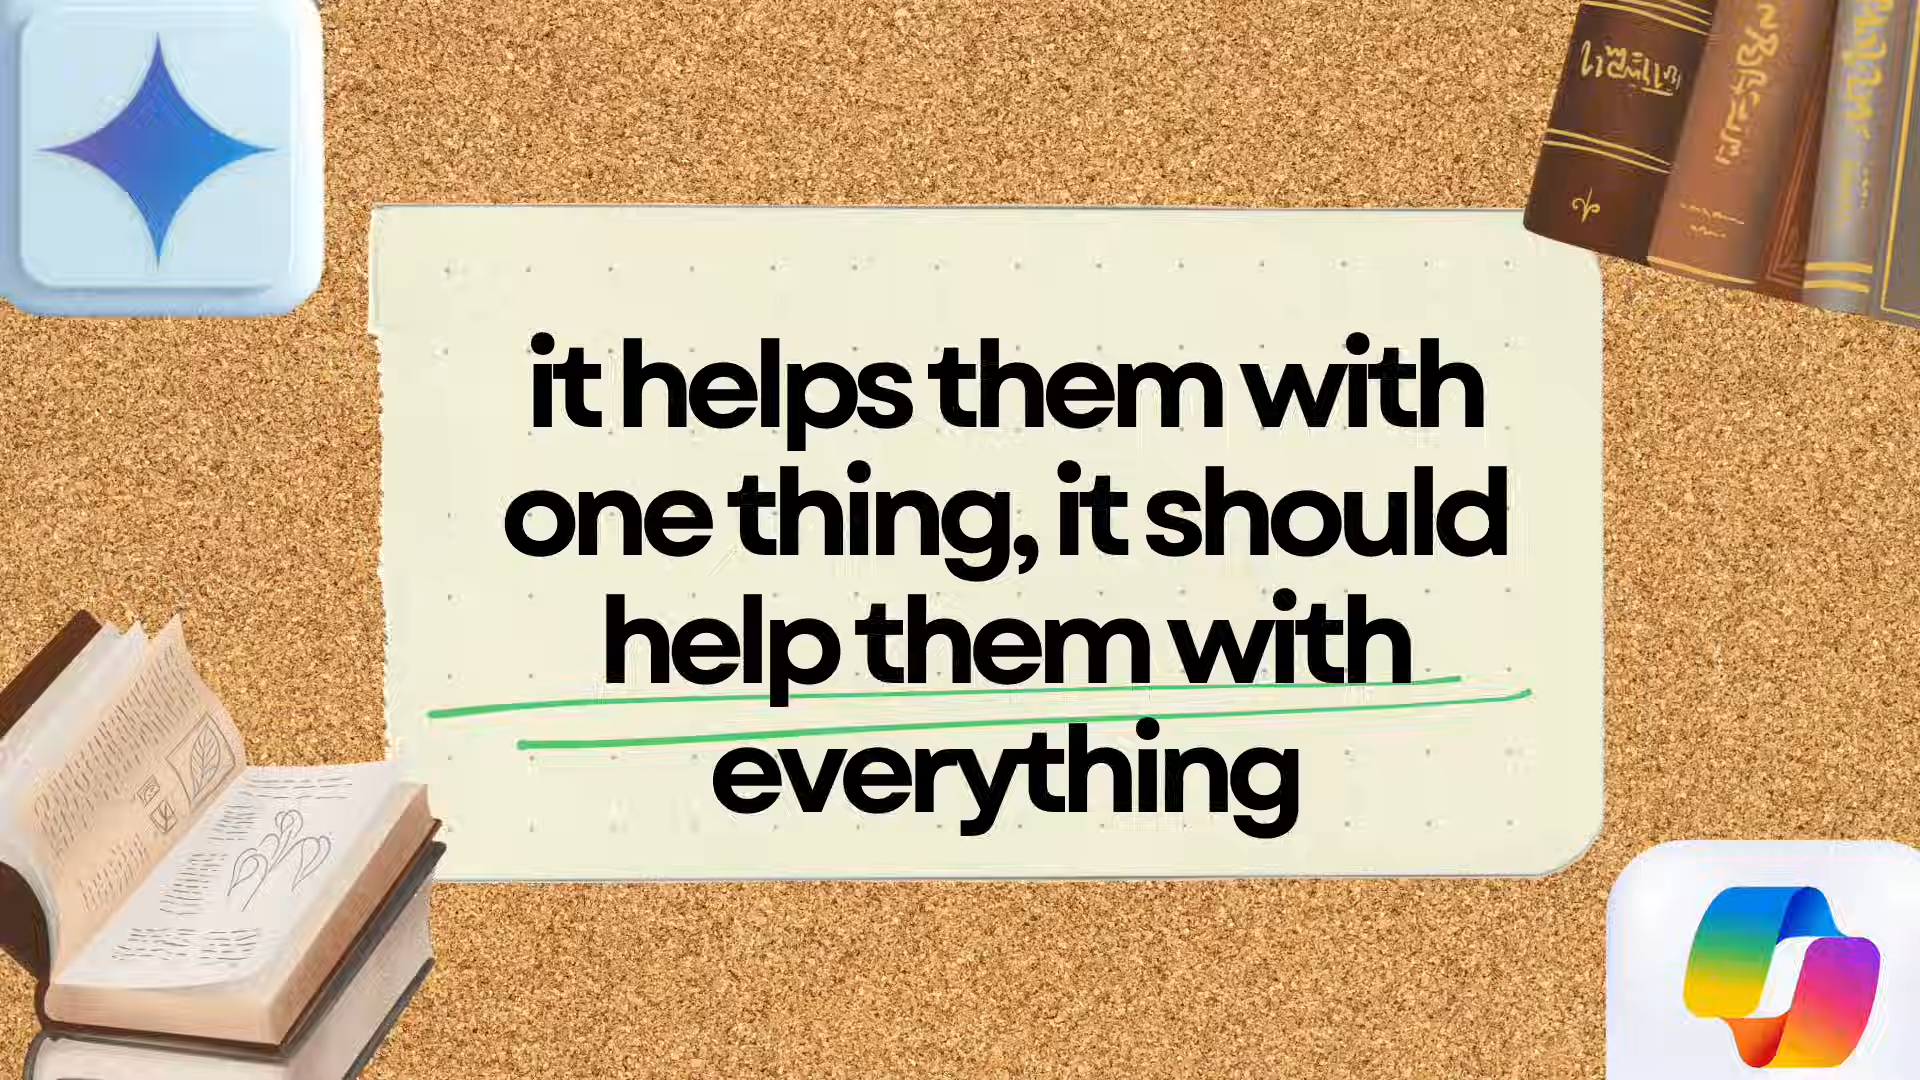 it helps them with
one thing, it should
help them with
everything